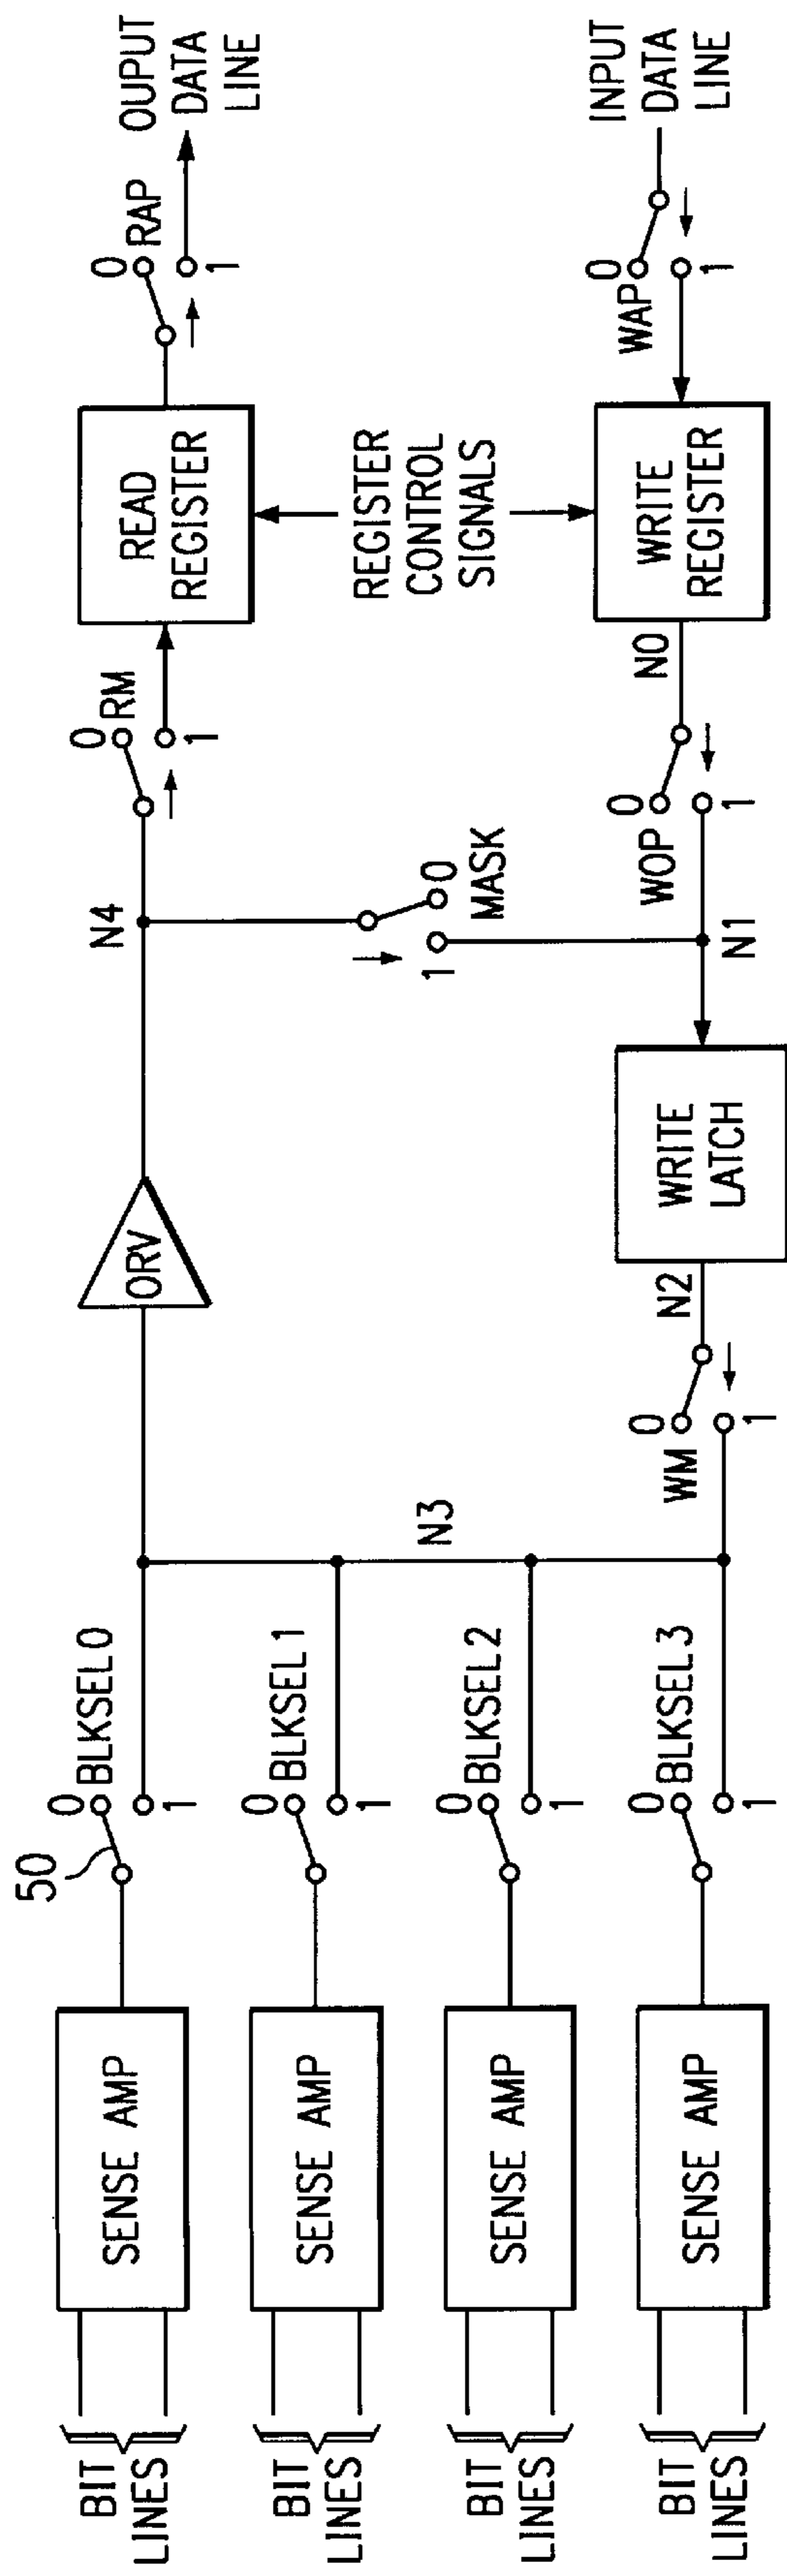 BIT
LINES
SENSE AMP
50
0
BLKSEL0
1
BIT
LINES
SENSE AMP
0
BLKSEL1
1
BIT
LINES
SENSE AMP
0
BLKSEL2
1
BIT
LINES
SENSE AMP
0
BLKSEL3
1
N3
ORV
N4
0
RM
1
READ
REGISTER
0
RAP
1
OUPUT
DATA
LINE
1
0
MASK
REGISTER
CONTROL
SIGNALS
0
WM
1
N2
WRITE
LATCH
N1
0
WOP
1
N0
WRITE
REGISTER
0
WAP
1
INPUT
DATA
LINE